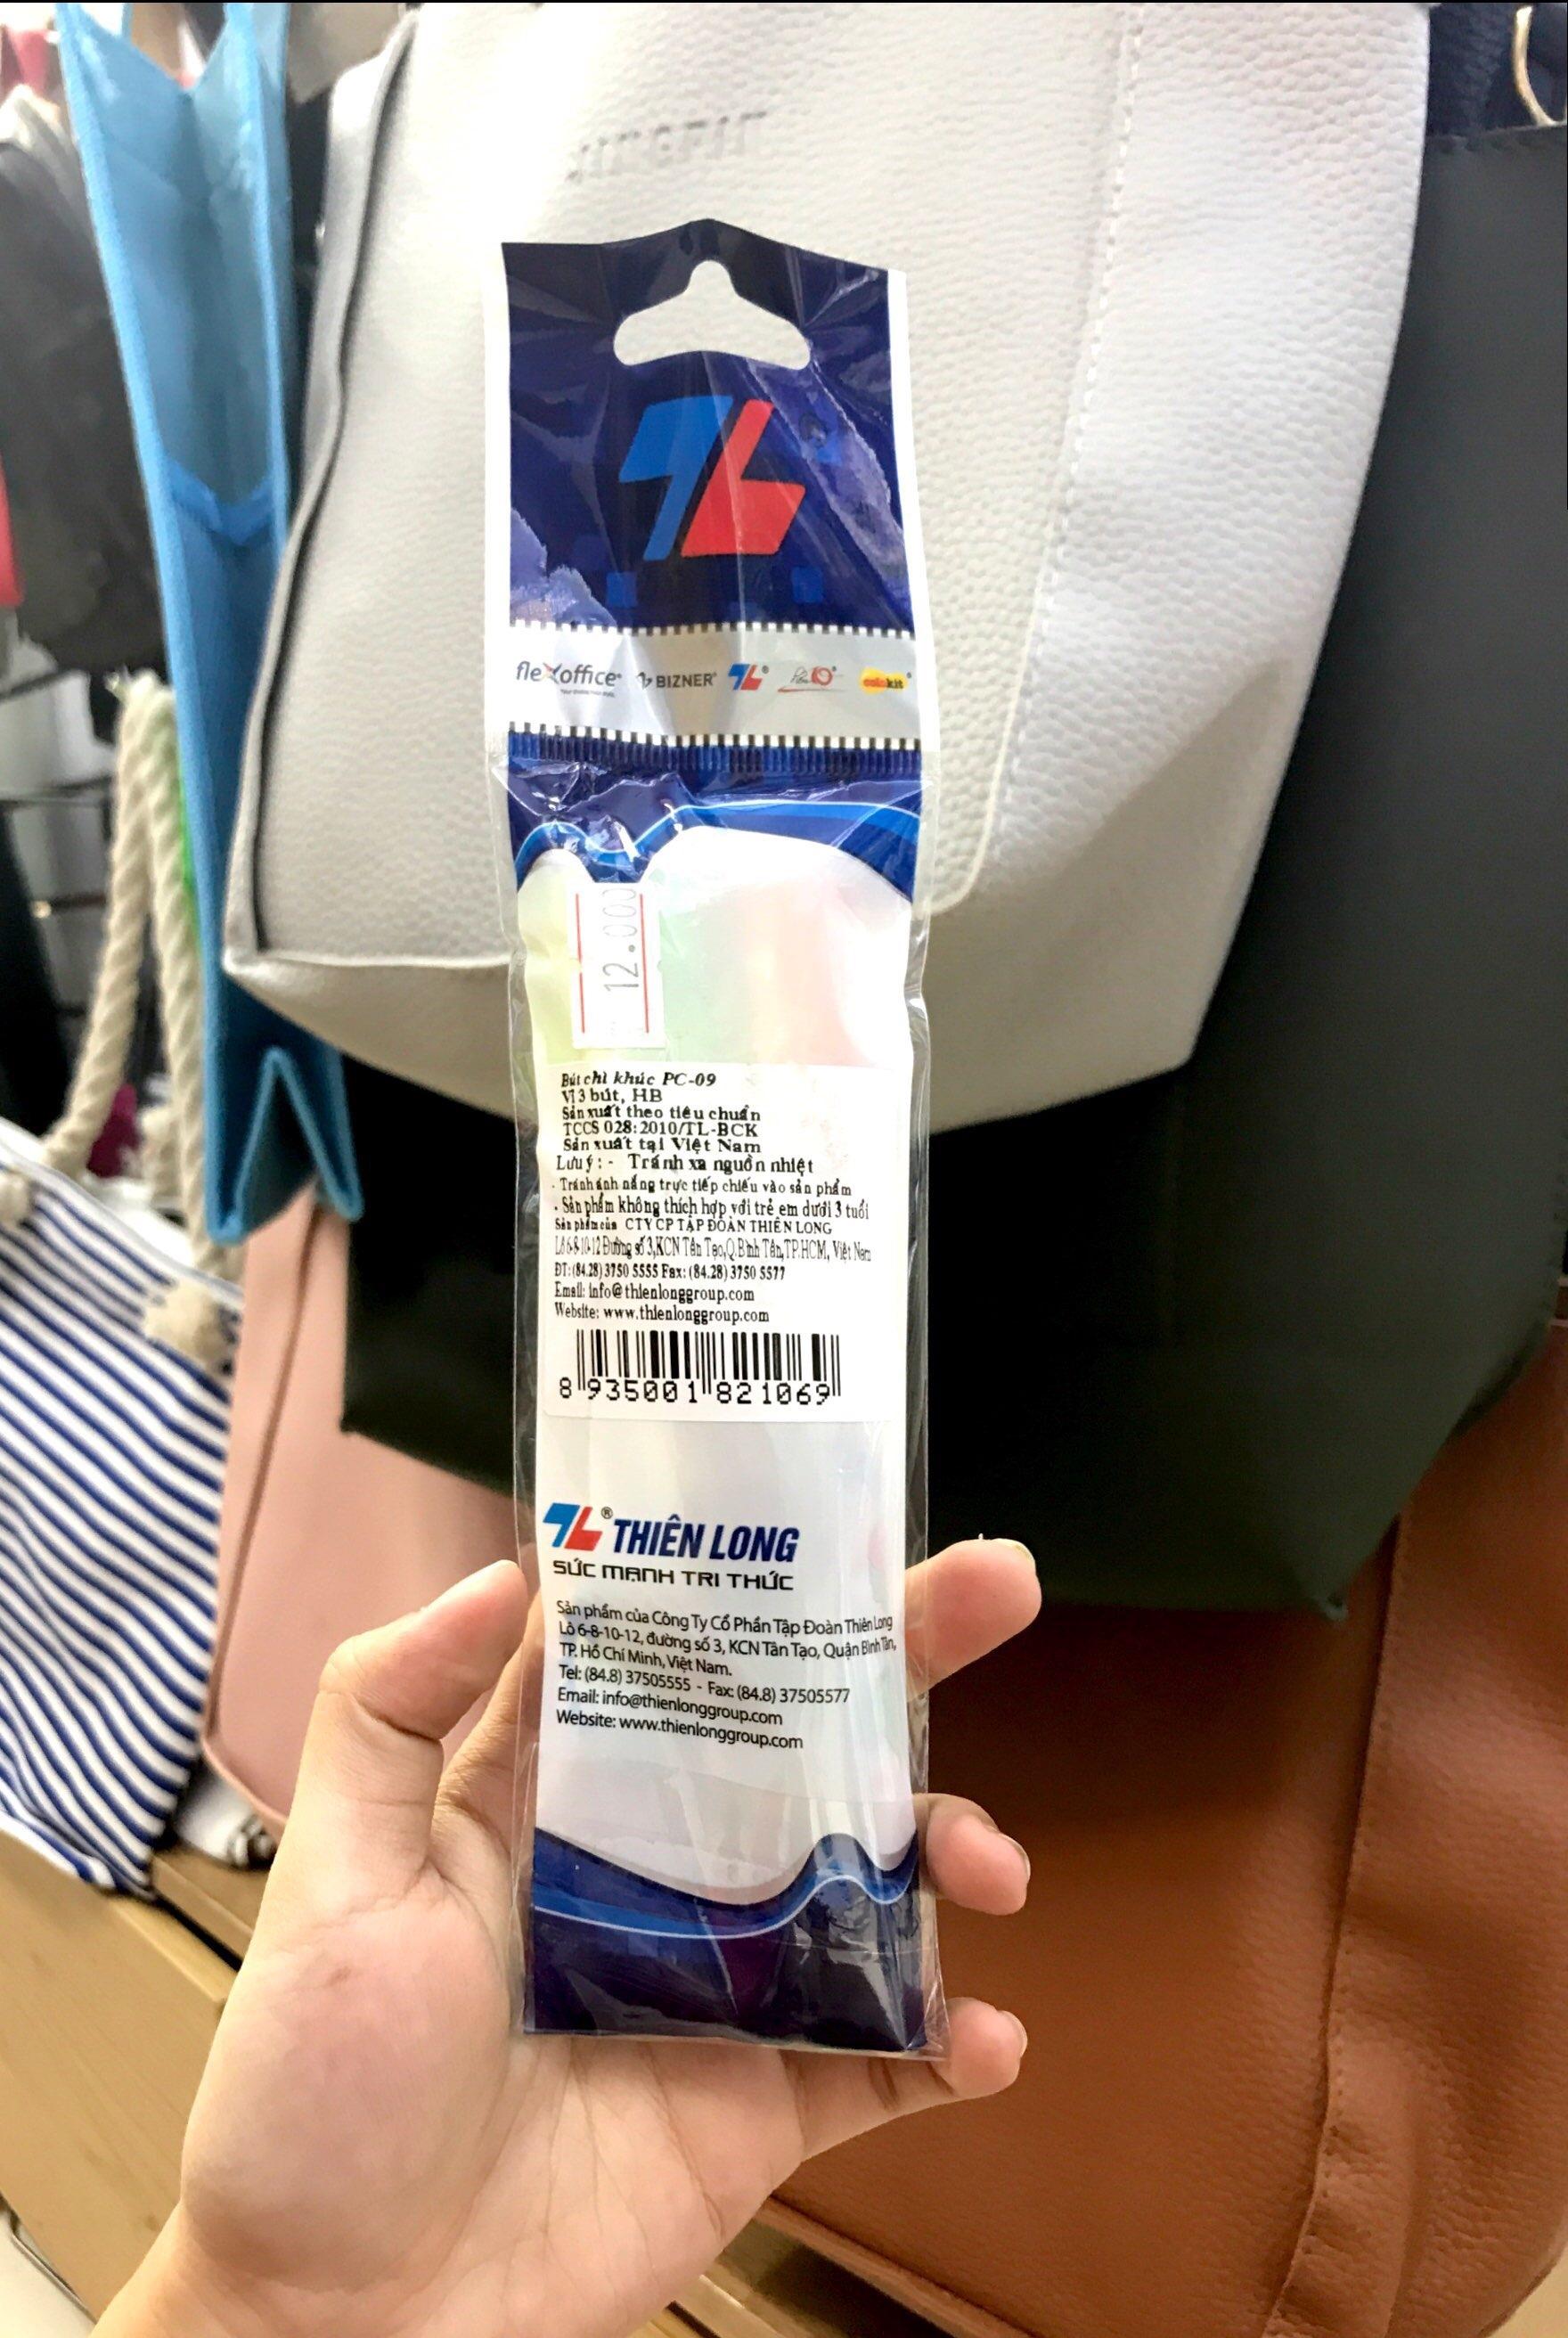 TL
flexoffice BIZNER TL colokit
12.000
Bút chì khúc PC-09
Vỉ 3 bút, HB
Sản xuất theo tiêu chuẩn
TCCS 028:2010/TL-BCK
Sản xuất tại Việt Nam
Lưu ý: - Tránh xa nguồn nhiệt
- Tránh ánh nắng trực tiếp chiếu vào sản phẩm
- Sản phẩm không thích hợp với trẻ em dưới 3 tuổi
Sản phẩm của CTY CP TẬP ĐOÀN THIÊN LONG
Lô 6-8-10-12 Đường số 3,KCN Tân Tạo,Q.Bình Tân,TP.HCM, Việt Nam
ĐT: (84.28) 3750 5555 Fax: (84.28) 3750 5577
Email: info@thienlonggroup.com
Website: www.thienlonggroup.com
8 935001 821069
TL® THIÊN LONG
SỨC MẠNH TRI THỨC
Sản phẩm của Công Ty Cổ Phần Tập Đoàn Thiên Long
Lô 6-8-10-12, đường số 3, KCN Tân Tạo, Quận Bình Tân,
TP. Hồ Chí Minh, Việt Nam.
Tel: (84.8) 37505555 - Fax: (84.8) 37505577
Email: info@thienlonggroup.com
Website: www.thienlonggroup.com